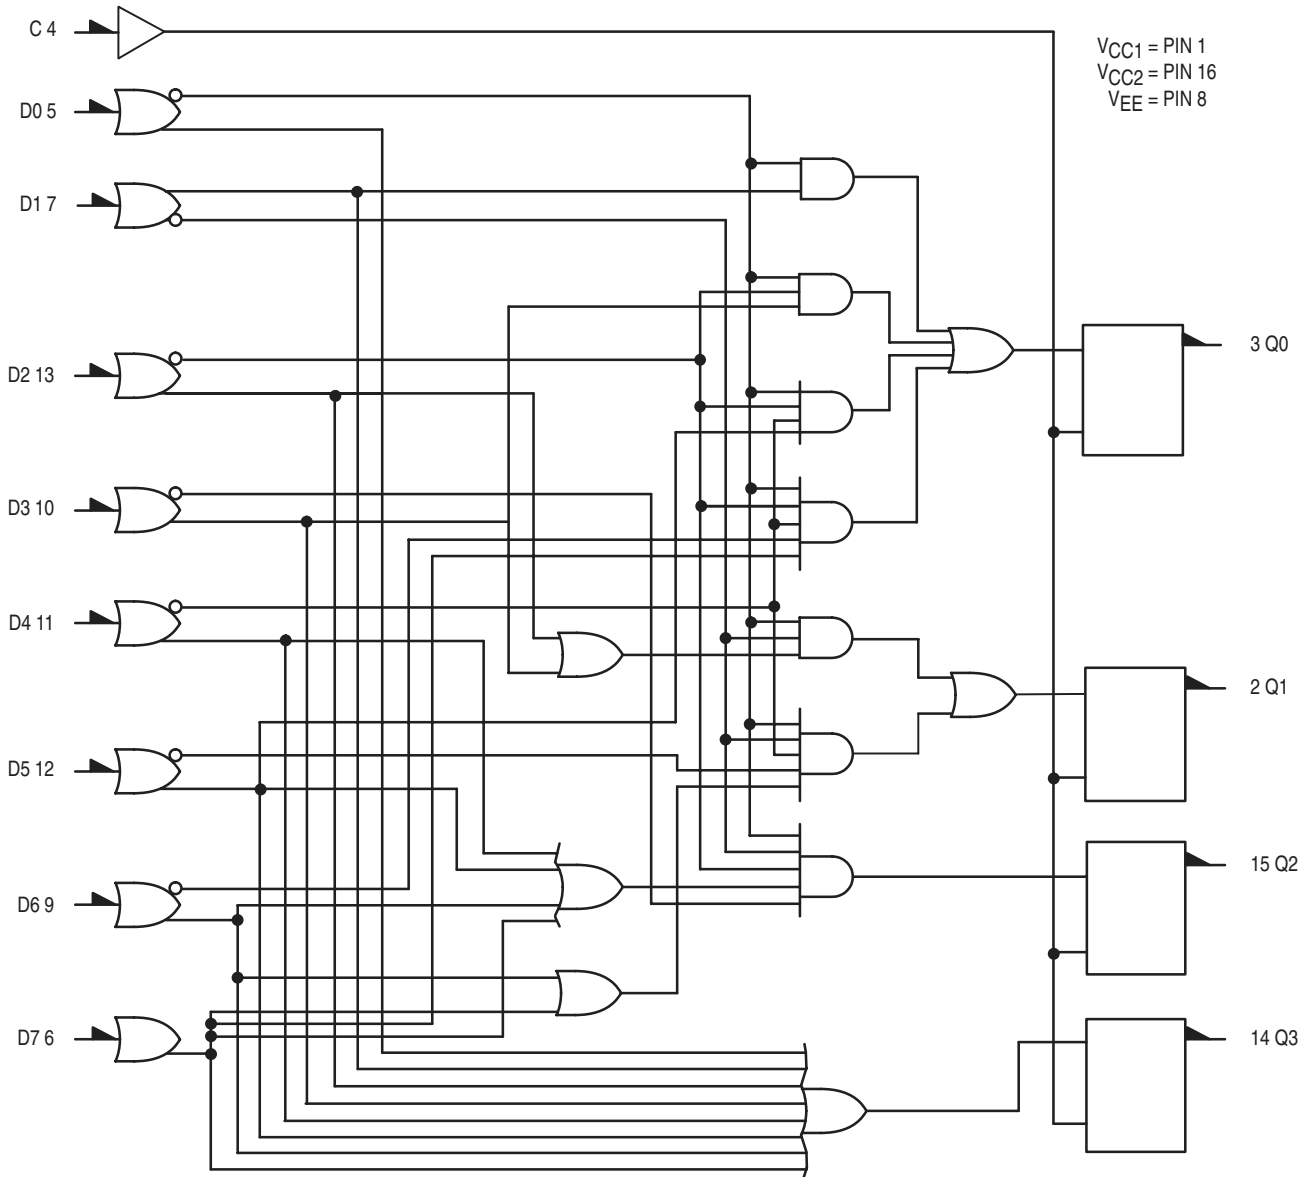 C 4
VCC1 = PIN 1
VCC2 = PIN 16
VEE = PIN 8
D0 5
D1 7
3 Q0
D2 13
D3 10
D4 11
2 Q1
D5 12
15 Q2
D6 9
D7 6
14 Q3